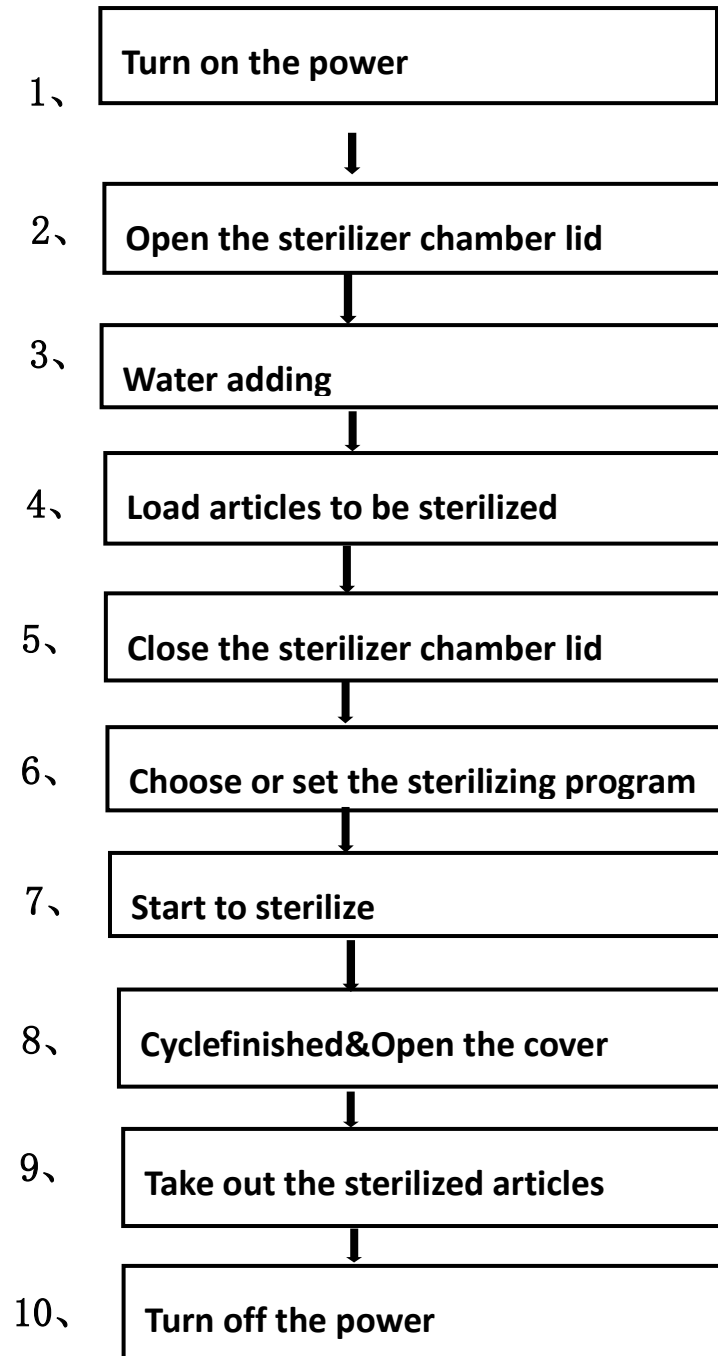 1、 Turn on the power
2、 Open the sterilizer chamber lid
3、 Water adding
4、 Load articles to be sterilized
5、 Close the sterilizer chamber lid
6、 Choose or set the sterilizing program
7、 Start to sterilize
8、 Cyclefinished&Open the cover
9、 Take out the sterilized articles
10、 Turn off the power